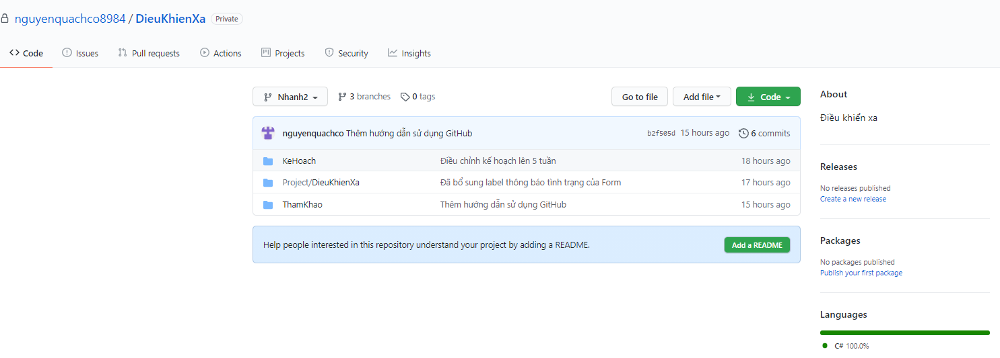 nguyenquachco8984 / DieuKhienXa Private
Code Issues Pull requests Actions Projects Security Insights
Nhanh2 3 branches 0 tags Go to file Add file Code
nguyenquachco Thêm hướng dẫn sử dụng GitHub b2f505d 15 hours ago 6 commits
KeHoach Điều chỉnh kế hoạch lên 5 tuần 18 hours ago
Project/DieuKhienXa Đã bổ sung label thông báo tình trạng của Form 17 hours ago
ThamKhao Thêm hướng dẫn sử dụng GitHub 15 hours ago
Help people interested in this repository understand your project by adding a README. Add a README
About
Điều khiển xa
Releases
No releases published
Create a new release
Packages
No packages published
Publish your first package
Languages
C# 100.0%